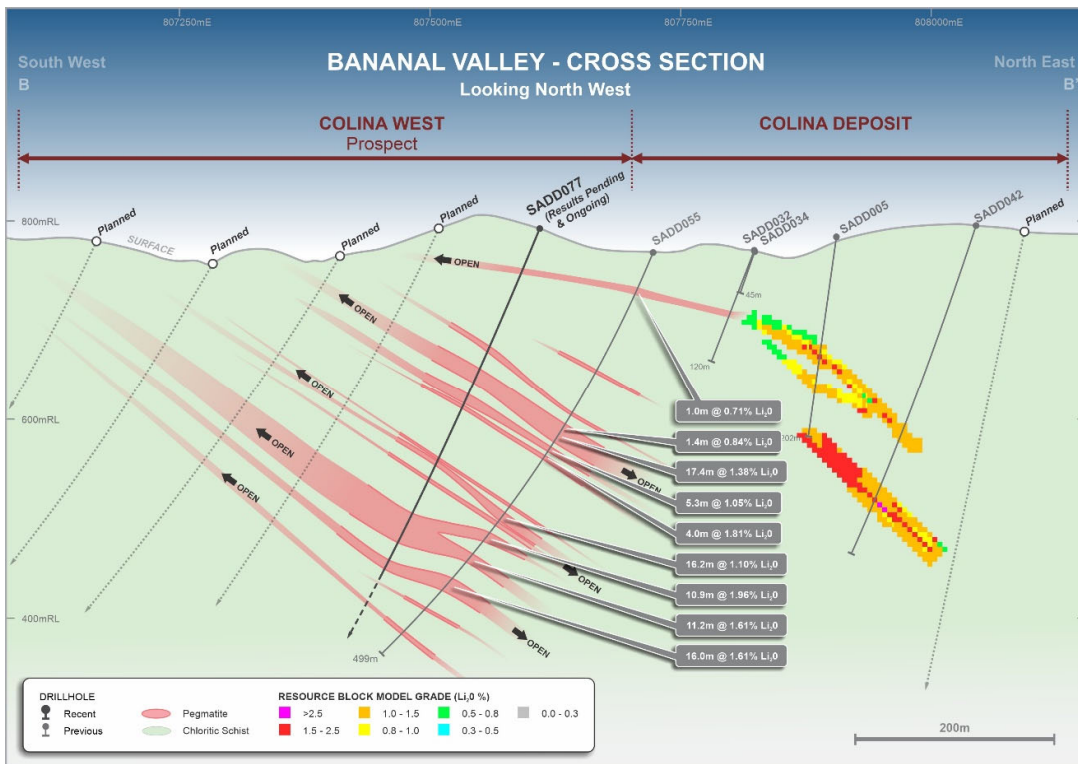 807250mE
807500mE
807750mE
808000mE
South West
B
BANANAL VALLEY - CROSS SECTION
Looking North West
North East
B'
COLINA WEST
Prospect
COLINA DEPOSIT
800mRL
600mRL
400mRL
SURFACE
Planned
Planned
Planned
Planned
SADD077
(Results Pending
& Ongoing)
SADD055
SADD032
SADD034
SADD005
SADD042
Planned
OPEN
OPEN
OPEN
OPEN
OPEN
OPEN
OPEN
OPEN
45m
120m
202m
499m
1.0m @ 0.71% Li₂0
1.4m @ 0.84% Li₂0
17.4m @ 1.38% Li₂0
5.3m @ 1.05% Li₂0
4.0m @ 1.81% Li₂0
16.2m @ 1.10% Li₂0
10.9m @ 1.96% Li₂0
11.2m @ 1.61% Li₂0
16.0m @ 1.61% Li₂0
DRILLHOLE
Recent
Previous
Pegmatite
Chloritic Schist
RESOURCE BLOCK MODEL GRADE (Li₂0 %)
>2.5
1.0 - 1.5
0.5 - 0.8
0.0 - 0.3
1.5 - 2.5
0.8 - 1.0
0.3 - 0.5
200m